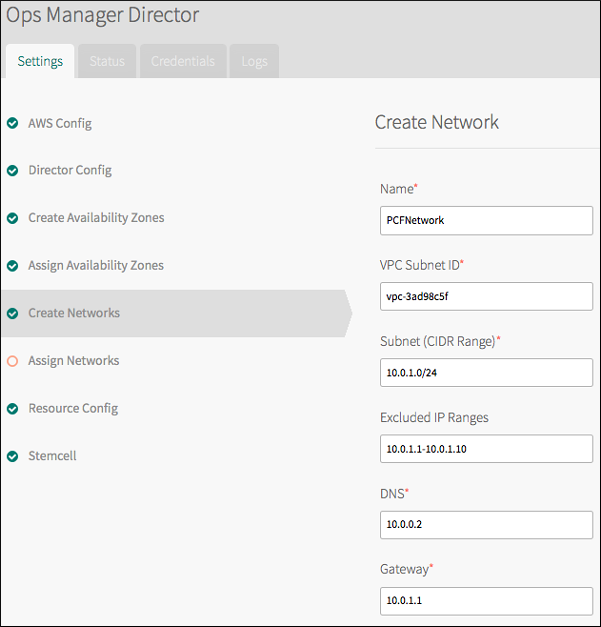 Ops Manager Director
Settings
Status
Credentials
Logs
AWS Config
Director Config
Create Availability Zones
Assign Availability Zones
Create Networks
Assign Networks
Resource Config
Stemcell
Create Network
Name*
PCFNetwork
VPC Subnet ID*
vpc-3ad98c5f
Subnet (CIDR Range)*
10.0.1.0/24
Excluded IP Ranges
10.0.1.1-10.0.1.10
DNS*
10.0.0.2
Gateway*
10.0.1.1